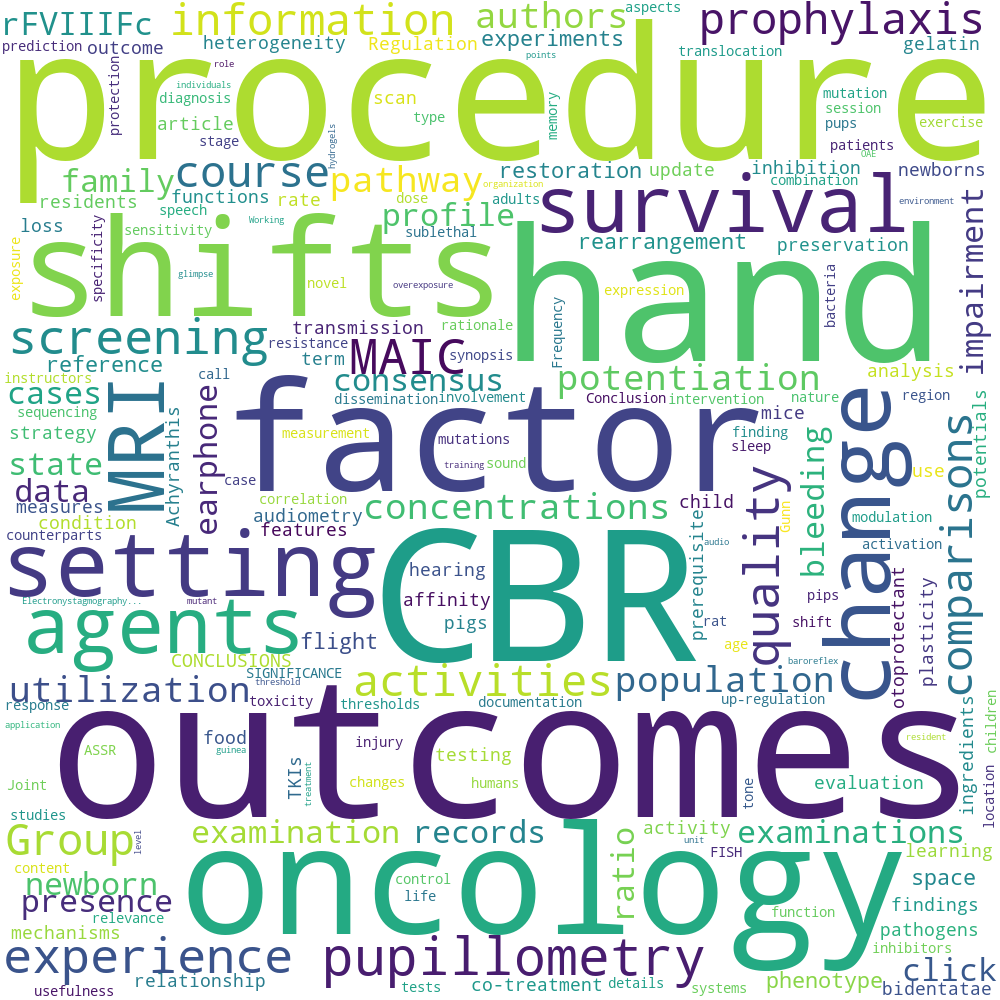 rFVIIIFc
information
authors
aspects
prophylaxis
prediction
outcome
heterogeneity
Regulation
experiments
translocation
gelatin
role
points
procedure
protection
individuals
diagnosis
scan
type
memory
mutation
session
pups
exercise
article
stage
hydrogels
patients
OAE
family
course
pathway
organization
restoration
update
inhibition
combination
newborns
residents
functions
rate
dose
adults
survival
environment
speech
Working
profile
loss
sensitivity
sublethal
rearrangement
preservation
exposure
specificity
shifts
hand
glimpse
novel
overexposure
expression
bacteria
impairment
screening
transmission
resistance
MAIC
rationale
synopsis
Frequency
reference
term
consensus
potentiation
analysis
instructors
call
cases
MRI
dissemination
involvement
Conclusion
intervention
nature
region
sequencing
Achyranthis
earphone
factor
mice
change
comparisons
potentials
strategy
measurement
mutations
finding
sleep
state
case
training
sound
quality
bleeding
use
data
correlation
child
measures
audiometry
concentrations
Gunn
modulation
condition
features
prerequisite
counterparts
audio
activation
setting
CBR
hearing
otoprotectant
plasticity
affinity
pips
Electronystagmography...
mutant
agents
pigs
rat
shift
flight
age
CONCLUSIONS
baroreflex
SIGNIFICANCE
utilization
threshold
activities
population
response
toxicity
thresholds
documentation
up-regulation
children
application
outcomes
food
guinea
injury
resident
ASSR
TKIs
treatment
testing
tone
ingredients
location
Joint
changes
humans
evaluation
studies
Group
level
examination
records
ratio
activity
unit
FISH
examinations
learning
content
oncology
newborn
control
life
space
presence
relevance
function
findings
mechanisms
pathogens
experience
pupillometry
inhibitors
relationship
tests
co-treatment
details
systems
phenotype
click
usefulness
bidentatae